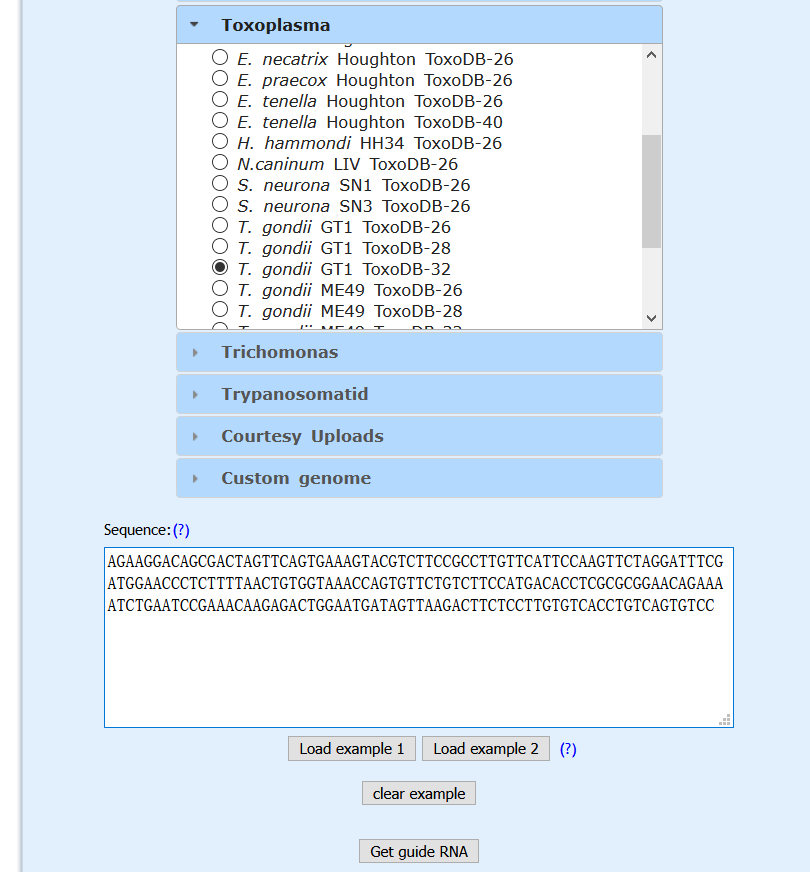 Toxoplasma
E. necatrix Houghton ToxoDB-26
E. praecox Houghton ToxoDB-26
E. tenella Houghton ToxoDB-26
E. tenella Houghton ToxoDB-40
H. hammondi HH34 ToxoDB-26
N.caninum LIV ToxoDB-26
S. neurona SN1 ToxoDB-26
S. neurona SN3 ToxoDB-26
T. gondii GT1 ToxoDB-26
T. gondii GT1 ToxoDB-28
T. gondii GT1 ToxoDB-32
T. gondii ME49 ToxoDB-26
T. gondii ME49 ToxoDB-28
Trichomonas
Trypanosomatid
Courtesy Uploads
Custom genome
Sequence:(?)
AGAAGGACAGCGACTAGTTCAGTGAAAGTACGTCTTCCGCCTTGTTCATTCCAAGTTCTAGGATTTCG
ATGGAACCCTCTTTTAACTGTGGTAAACCAGTGTTCTGTCTTCCATGACACCTCGCGCGGAACAGAAA
ATCTGAATCCGAAACAAGAGACTGGAATGATAGTTAAGACTTCTCCTTGTGTCACCTGTCAGTGTCC
Load example 1 Load example 2 (?)
clear example
Get guide RNA